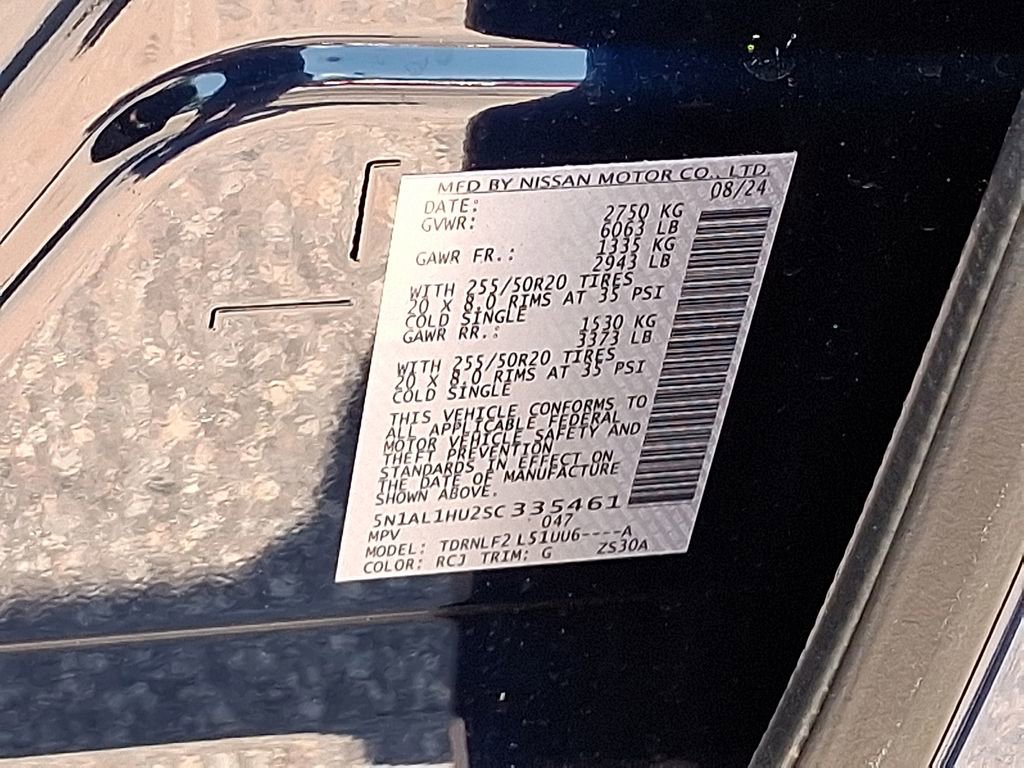 MFD BY NISSAN MOTOR CO., LTD.
DATE: 08/24
GVWR: 2750 KG
6063 LB
GAWR FR.: 1335 KG
2943 LB
WITH 255/50R20 TIRES
20 X 8.0 RIMS AT 35 PSI
COLD SINGLE
GAWR RR.: 1530 KG
3373 LB
WITH 255/50R20 TIRES
20 X 8.0 RIMS AT 35 PSI
COLD SINGLE
THIS VEHICLE CONFORMS TO
ALL APPLICABLE FEDERAL
MOTOR VEHICLE SAFETY AND
THEFT PREVENTION
STANDARDS IN EFFECT ON
THE DATE OF MANUFACTURE
SHOWN ABOVE.
5N1AL1HU2SC335461
MPV 047
MODEL: TDRNLF2 L51UU6----A
COLOR: RCJ TRIM: G ZS30A